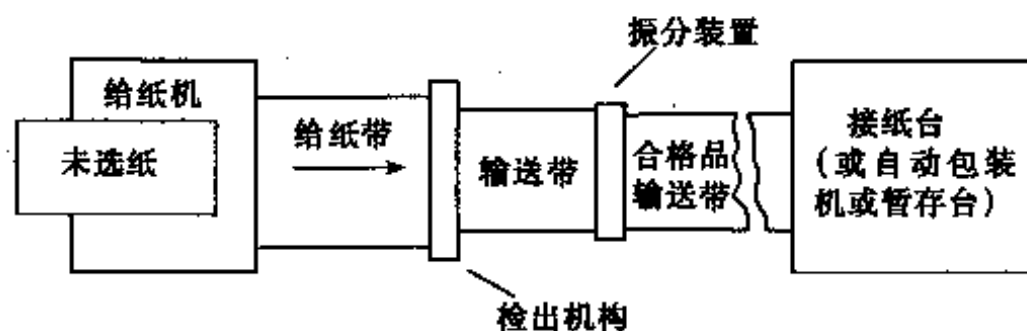 振分装置
给纸机
未选纸
给纸带
输送带
合格品
输送带
接纸台
(或自动包装
机或暂存台)
检出机构